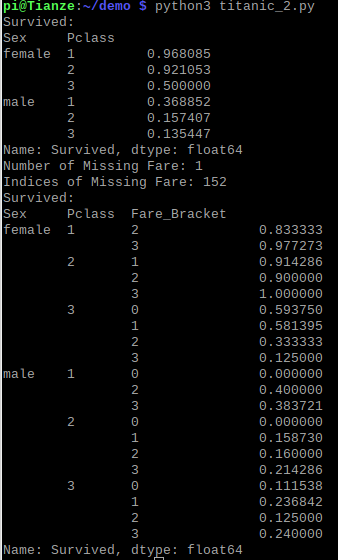 pi@Tianze:~/demo $ python3 titanic_2.py
Survived:
Sex     Pclass
female  1         0.968085
        2         0.921053
        3         0.500000
male    1         0.368852
        2         0.157407
        3         0.135447
Name: Survived, dtype: float64
Number of Missing Fare: 1
Indices of Missing Fare: 152
Survived:
Sex     Pclass  Fare_Bracket
female  1       2               0.833333
                3               0.977273
        2       1               0.914286
                2               0.900000
                3               1.000000
        3       0               0.593750
                1               0.581395
                2               0.333333
                3               0.125000
male    1       0               0.000000
                2               0.400000
                3               0.383721
        2       0               0.000000
                1               0.158730
                2               0.160000
                3               0.214286
        3       0               0.111538
                1               0.236842
                2               0.125000
                3               0.240000
Name: Survived, dtype: float64